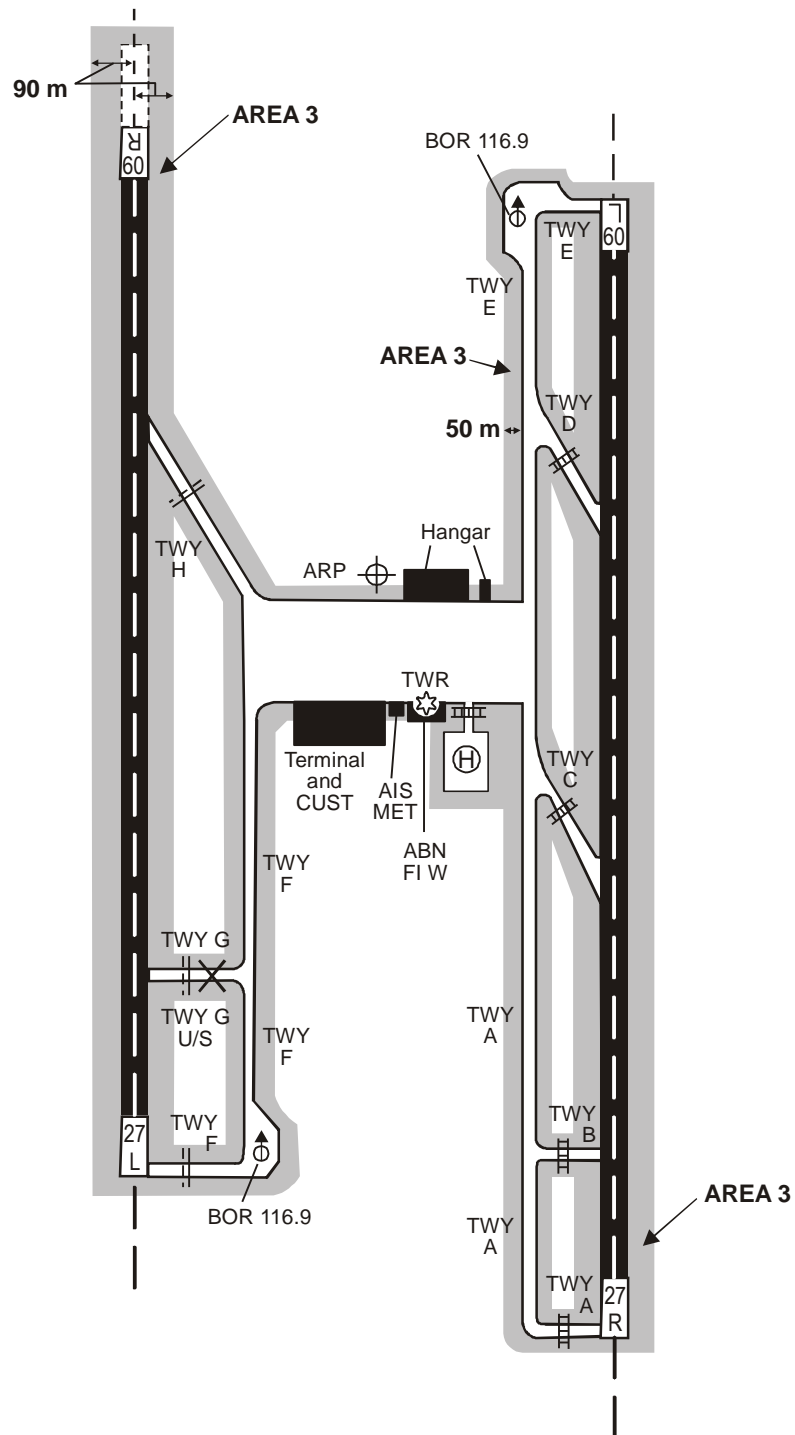 90 m
AREA 3
09
R
BOR 116.9
09
L
TWY
E
TWY
E
AREA 3
TWY
D
50 m
Hangar
TWY
H
ARP
TWR
H
Terminal
and
CUST
AIS
MET
TWY
C
ABN
FI W
TWY
F
TWY G
TWY G
U/S
TWY
F
TWY
A
27
L
TWY
F
TWY
B
BOR 116.9
TWY
A
AREA 3
TWY
A
27
R